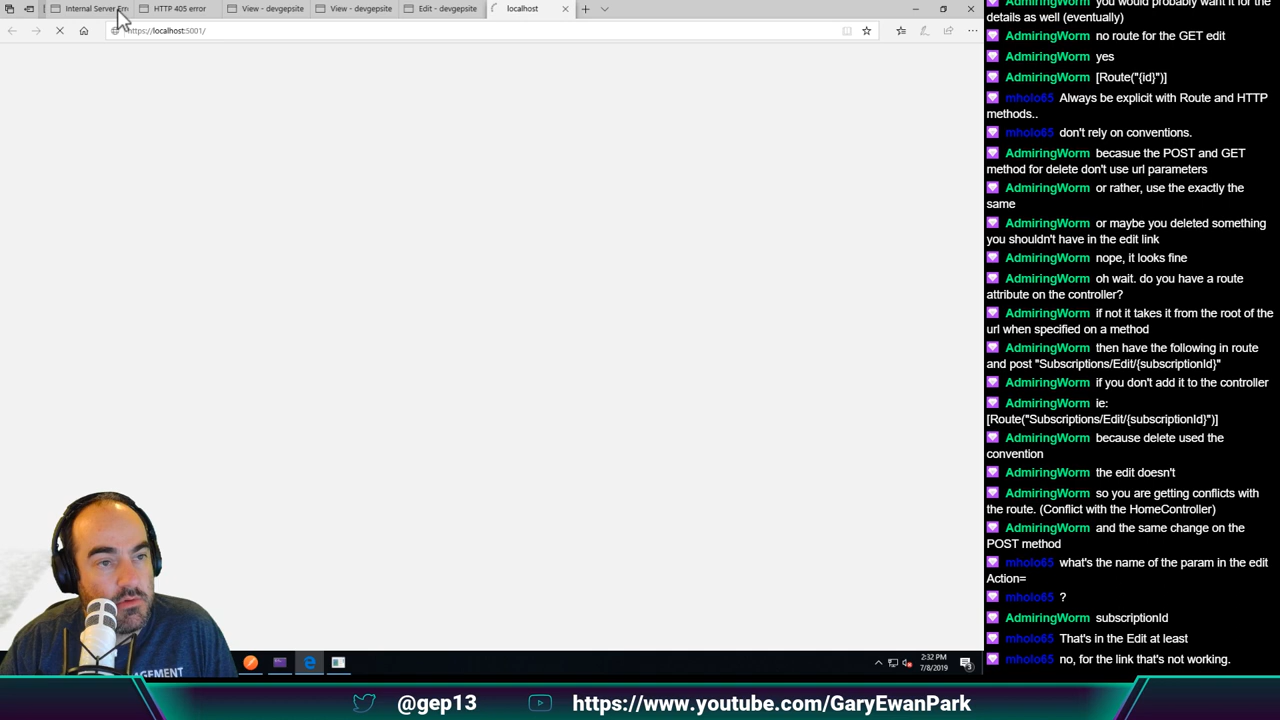 Internal Server Err
HTTP 405 error
View - devgepsite
View - devgepsite
Edit - devgepsite
localhost
https://localhost:5001/
you would probably want it for the
details as well (eventually)
AdmiringWorm no route for the GET edit
AdmiringWorm yes
AdmiringWorm [Route("{id}")]
mholo65 Always be explicit with Route and HTTP
methods..
mholo65 don't rely on conventions.
AdmiringWorm becasue the POST and GET
method for delete don't use url parameters
AdmiringWorm or rather, use the exactly the
same
AdmiringWorm or maybe you deleted something
you shouldn't have in the edit link
AdmiringWorm nope, it looks fine
AdmiringWorm oh wait. do you have a route
attribute on the controller?
AdmiringWorm if not it takes it from the root of the
url when specified on a method
AdmiringWorm then have the following in route
and post "Subscriptions/Edit/{subscriptionId}"
AdmiringWorm if you don't add it to the controller
AdmiringWorm ie:
[Route("Subscriptions/Edit/{subscriptionId}")]
AdmiringWorm because delete used the
convention
AdmiringWorm the edit doesn't
AdmiringWorm so you are getting conflicts with
the route. (Conflict with the HomeController)
AdmiringWorm and the same change on the
POST method
mholo65 what's the name of the param in the edit
Action=
mholo65 ?
AdmiringWorm subscriptionId
mholo65 That's in the Edit at least
mholo65 no, for the link that's not working.
2:32 PM
7/8/2019
@gep13
https://www.youtube.com/GaryEwanPark